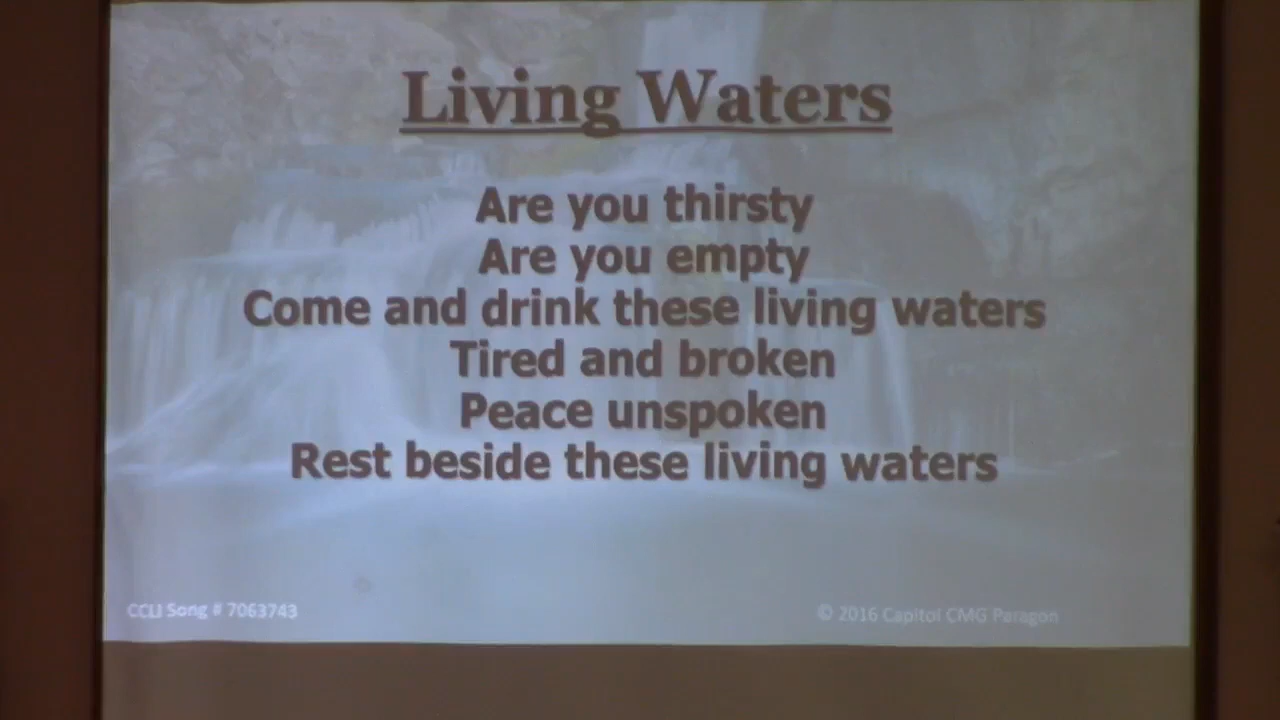 Living Waters
Are you thirsty
Are you empty
Come and drink these living waters
Tired and broken
Peace unspoken
Rest beside these living waters
CCLI Song # 7063743
© 2016 Capitol CMG Paragon